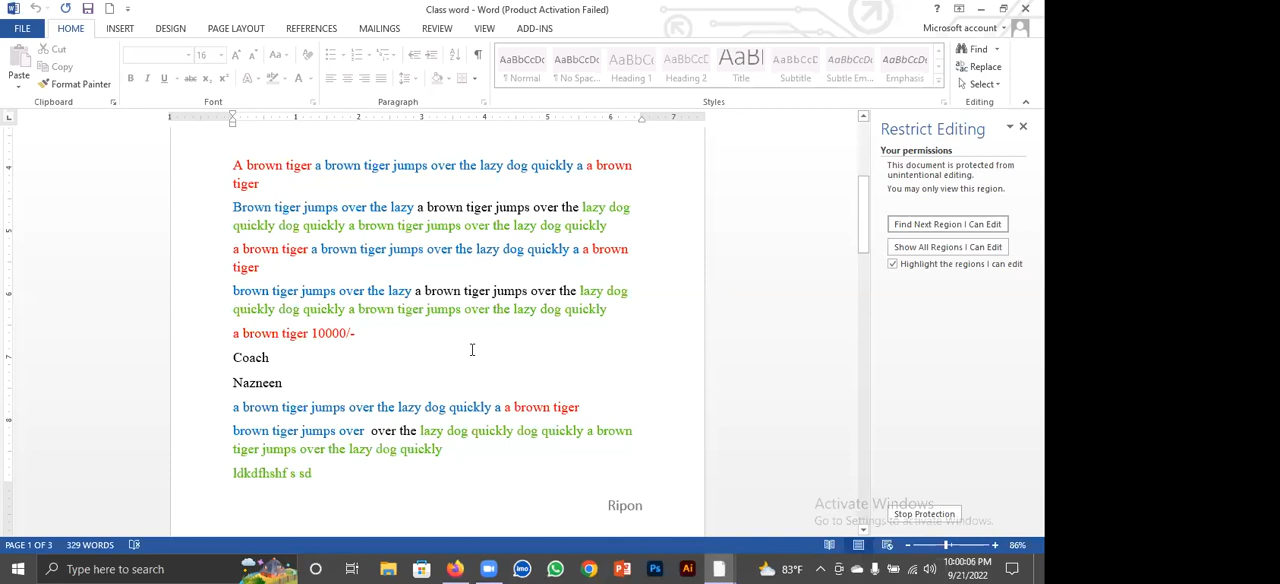 Class word - Word (Product Activation Failed)
FILE HOME INSERT DESIGN PAGE LAYOUT REFERENCES MAILINGS REVIEW VIEW ADD-INS Microsoft account
Paste Cut Copy Format Painter
16 Aa
AaBbCcDc AaBbCcDc AaBbCc AaBbCcDc AaBl AaBbCcD AaBbCcDc AaBbCcDc
¶ Normal ¶ No Spac... Heading 1 Heading 2 Title Subtitle Subtle Em... Emphasis
Find Replace Select
Clipboard Font Paragraph Styles Editing
1 1 2 3 4 5 6 7
A brown tiger a brown tiger jumps over the lazy dog quickly a a brown
tiger
Brown tiger jumps over the lazy a brown tiger jumps over the lazy dog
quickly dog quickly a brown tiger jumps over the lazy dog quickly
a brown tiger a brown tiger jumps over the lazy dog quickly a a brown
tiger
brown tiger jumps over the lazy a brown tiger jumps over the lazy dog
quickly dog quickly a brown tiger jumps over the lazy dog quickly
a brown tiger 10000/-
Coach
Nazneen
a brown tiger jumps over the lazy dog quickly a a brown tiger
brown tiger jumps over over the lazy dog quickly dog quickly a brown
tiger jumps over the lazy dog quickly
ldkdfhshf s sd
Ripon
Restrict Editing
Your permissions
This document is protected from
unintentional editing.
You may only view this region.
Find Next Region I Can Edit
Show All Regions I Can Edit
Highlight the regions I can edit
Activate Windows
Go to Settings to activate Windows.
Stop Protection
PAGE 1 OF 3 329 WORDS 86%
Type here to search
83°F
10:00:06 PM
9/21/2022